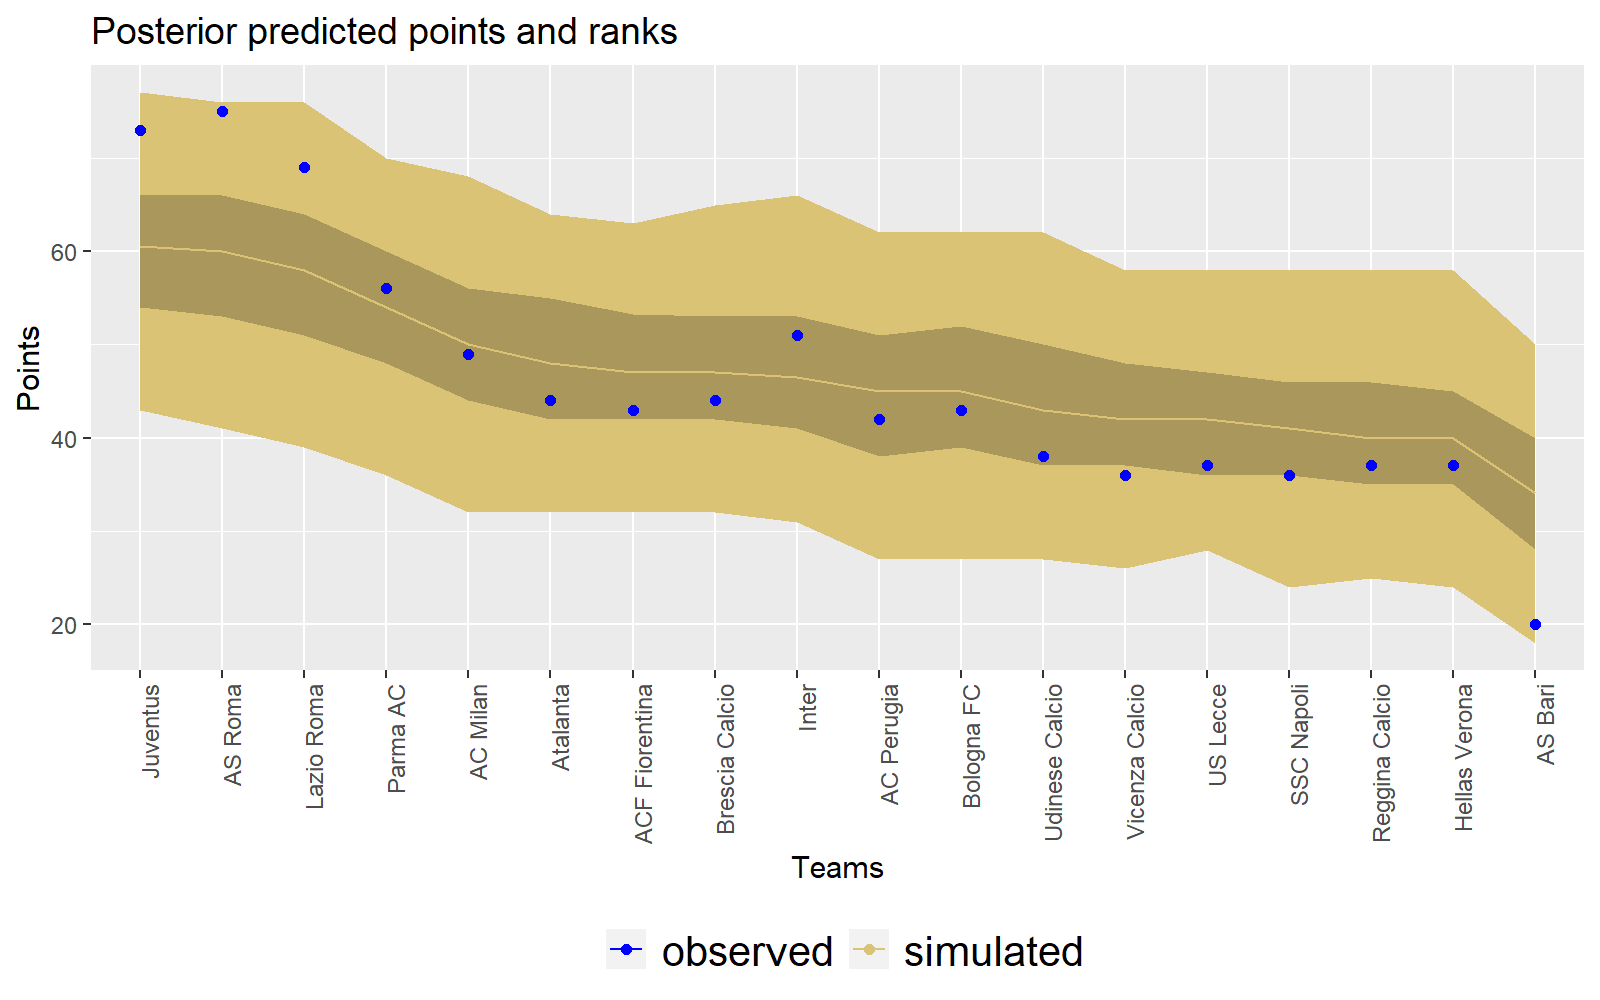 Posterior predicted points and ranks
Points
60
40
20
Juventus
AS Roma
Lazio Roma
Parma AC
AC Milan
Atalanta
ACF Fiorentina
Brescia Calcio
Inter
AC Perugia
Bologna FC
Udinese Calcio
Vicenza Calcio
US Lecce
SSC Napoli
Reggina Calcio
Hellas Verona
AS Bari
Teams
observed simulated